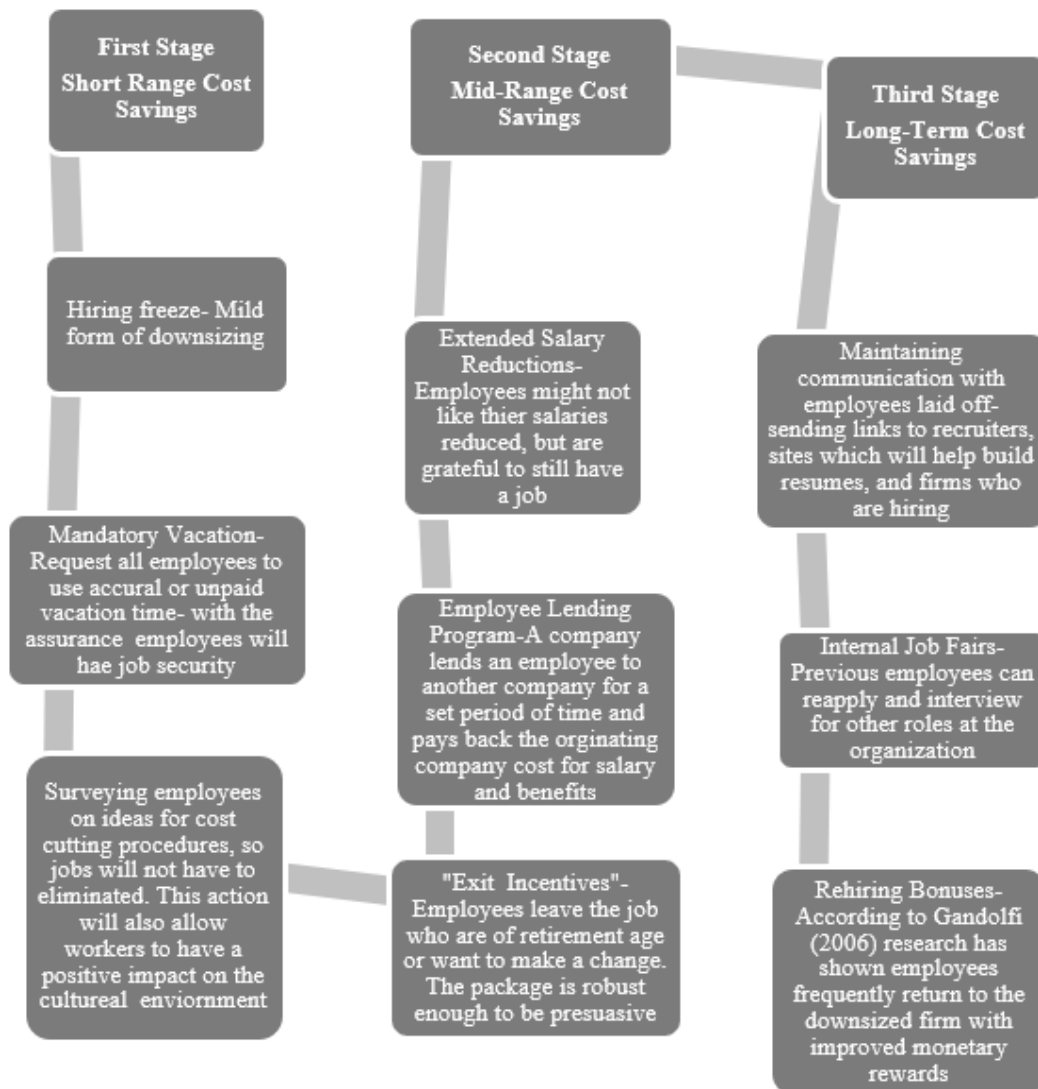 First Stage
Short Range Cost
Savings
Hiring freeze- Mild
form of downsizing
Mandatory Vacation-
Request all employees to
use accural or unpaid
vacation time- with the
assurance  employees will
hae job security
Surveying employees
on ideas for cost
cutting procedures, so
jobs will not have to
eliminated. This action
will also allow
workers to have a
positive impact on the
cultureal  enviornment
Second Stage
Mid-Range Cost
Savings
Extended Salary
Reductions-
Employees might not
like thier salaries
reduced, but are
grateful to still have
a job
Employee Lending
Program-A company
lends an employee to
another company for a
set period of time and
pays back the orginating
company cost for salary
and benefits
"Exit  Incentives"-
Employees leave the job
who are of retirement age
or want to make a change.
The package is robust
enough to be presuasive
Third Stage
Long-Term Cost
Savings
Maintaining
communication with
employees laid off-
sending links to recruiters,
sites which will help build
resumes, and firms who
are hiring
Internal Job Fairs-
Previous employees can
reapply and interview
for other roles at the
organization
Rehiring Bonuses-
According to Gandolfi
(2006) research has
shown employees
frequently return to the
downsized firm with
improved monetary
rewards